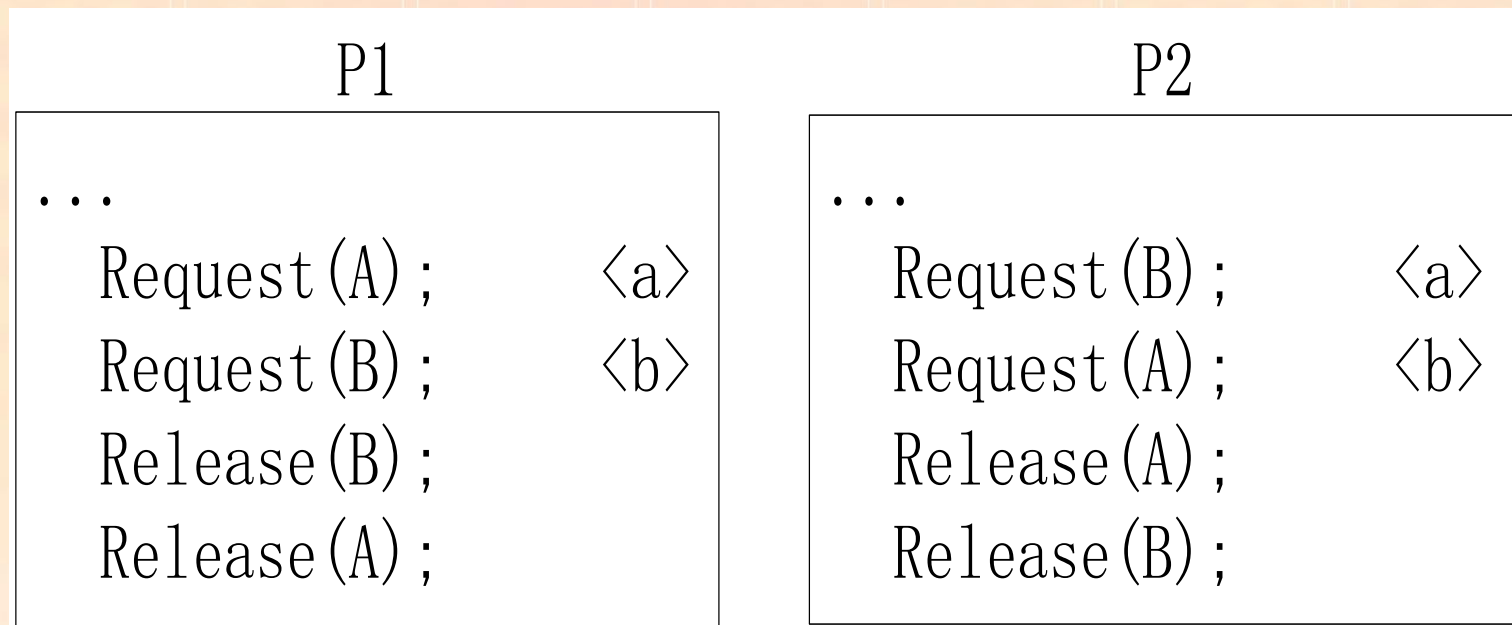 P1
...
Request(A); <a>
Request(B); <b>
Release(B);
Release(A);
P2
...
Request(B); <a>
Request(A); <b>
Release(A);
Release(B);